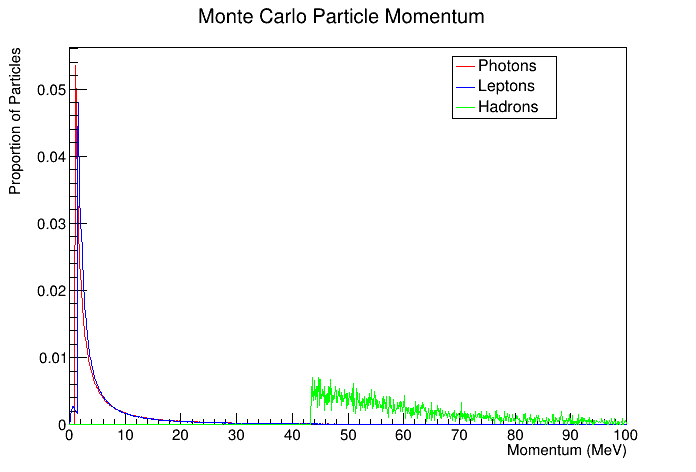 Monte Carlo Particle Momentum
Proportion of Particles
Photons
Leptons
Hadrons
0.05
0.04
0.03
0.02
0.01
0
0 10 20 30 40 50 60 70 80 90 100
Momentum (MeV)